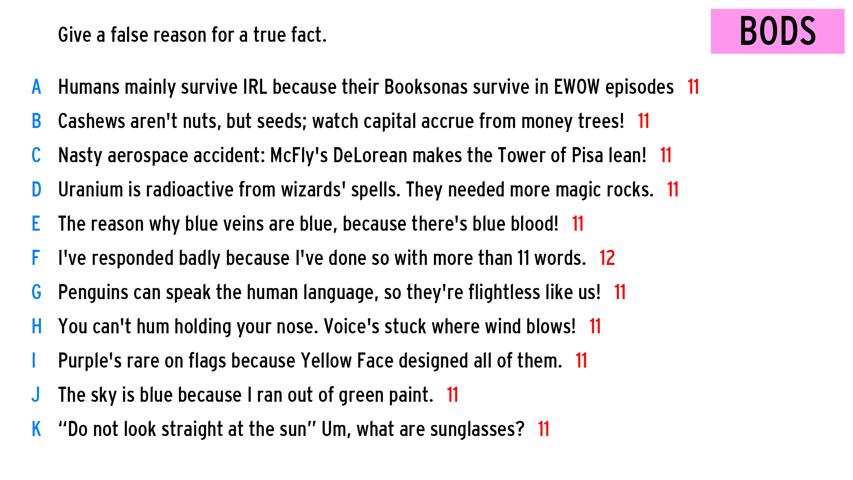 Give a false reason for a true fact.
BODS
A Humans mainly survive IRL because their Booksonas survive in EWOW episodes 11
B Cashews aren't nuts, but seeds; watch capital accrue from money trees! 11
C Nasty aerospace accident: McFly's DeLorean makes the Tower of Pisa lean! 11
D Uranium is radioactive from wizards' spells. They needed more magic rocks. 11
E The reason why blue veins are blue, because there's blue blood! 11
F I've responded badly because I've done so with more than 11 words. 12
G Penguins can speak the human language, so they're flightless like us! 11
H You can't hum holding your nose. Voice's stuck where wind blows! 11
I Purple's rare on flags because Yellow Face designed all of them. 11
J The sky is blue because I ran out of green paint. 11
K “Do not look straight at the sun” Um, what are sunglasses? 11